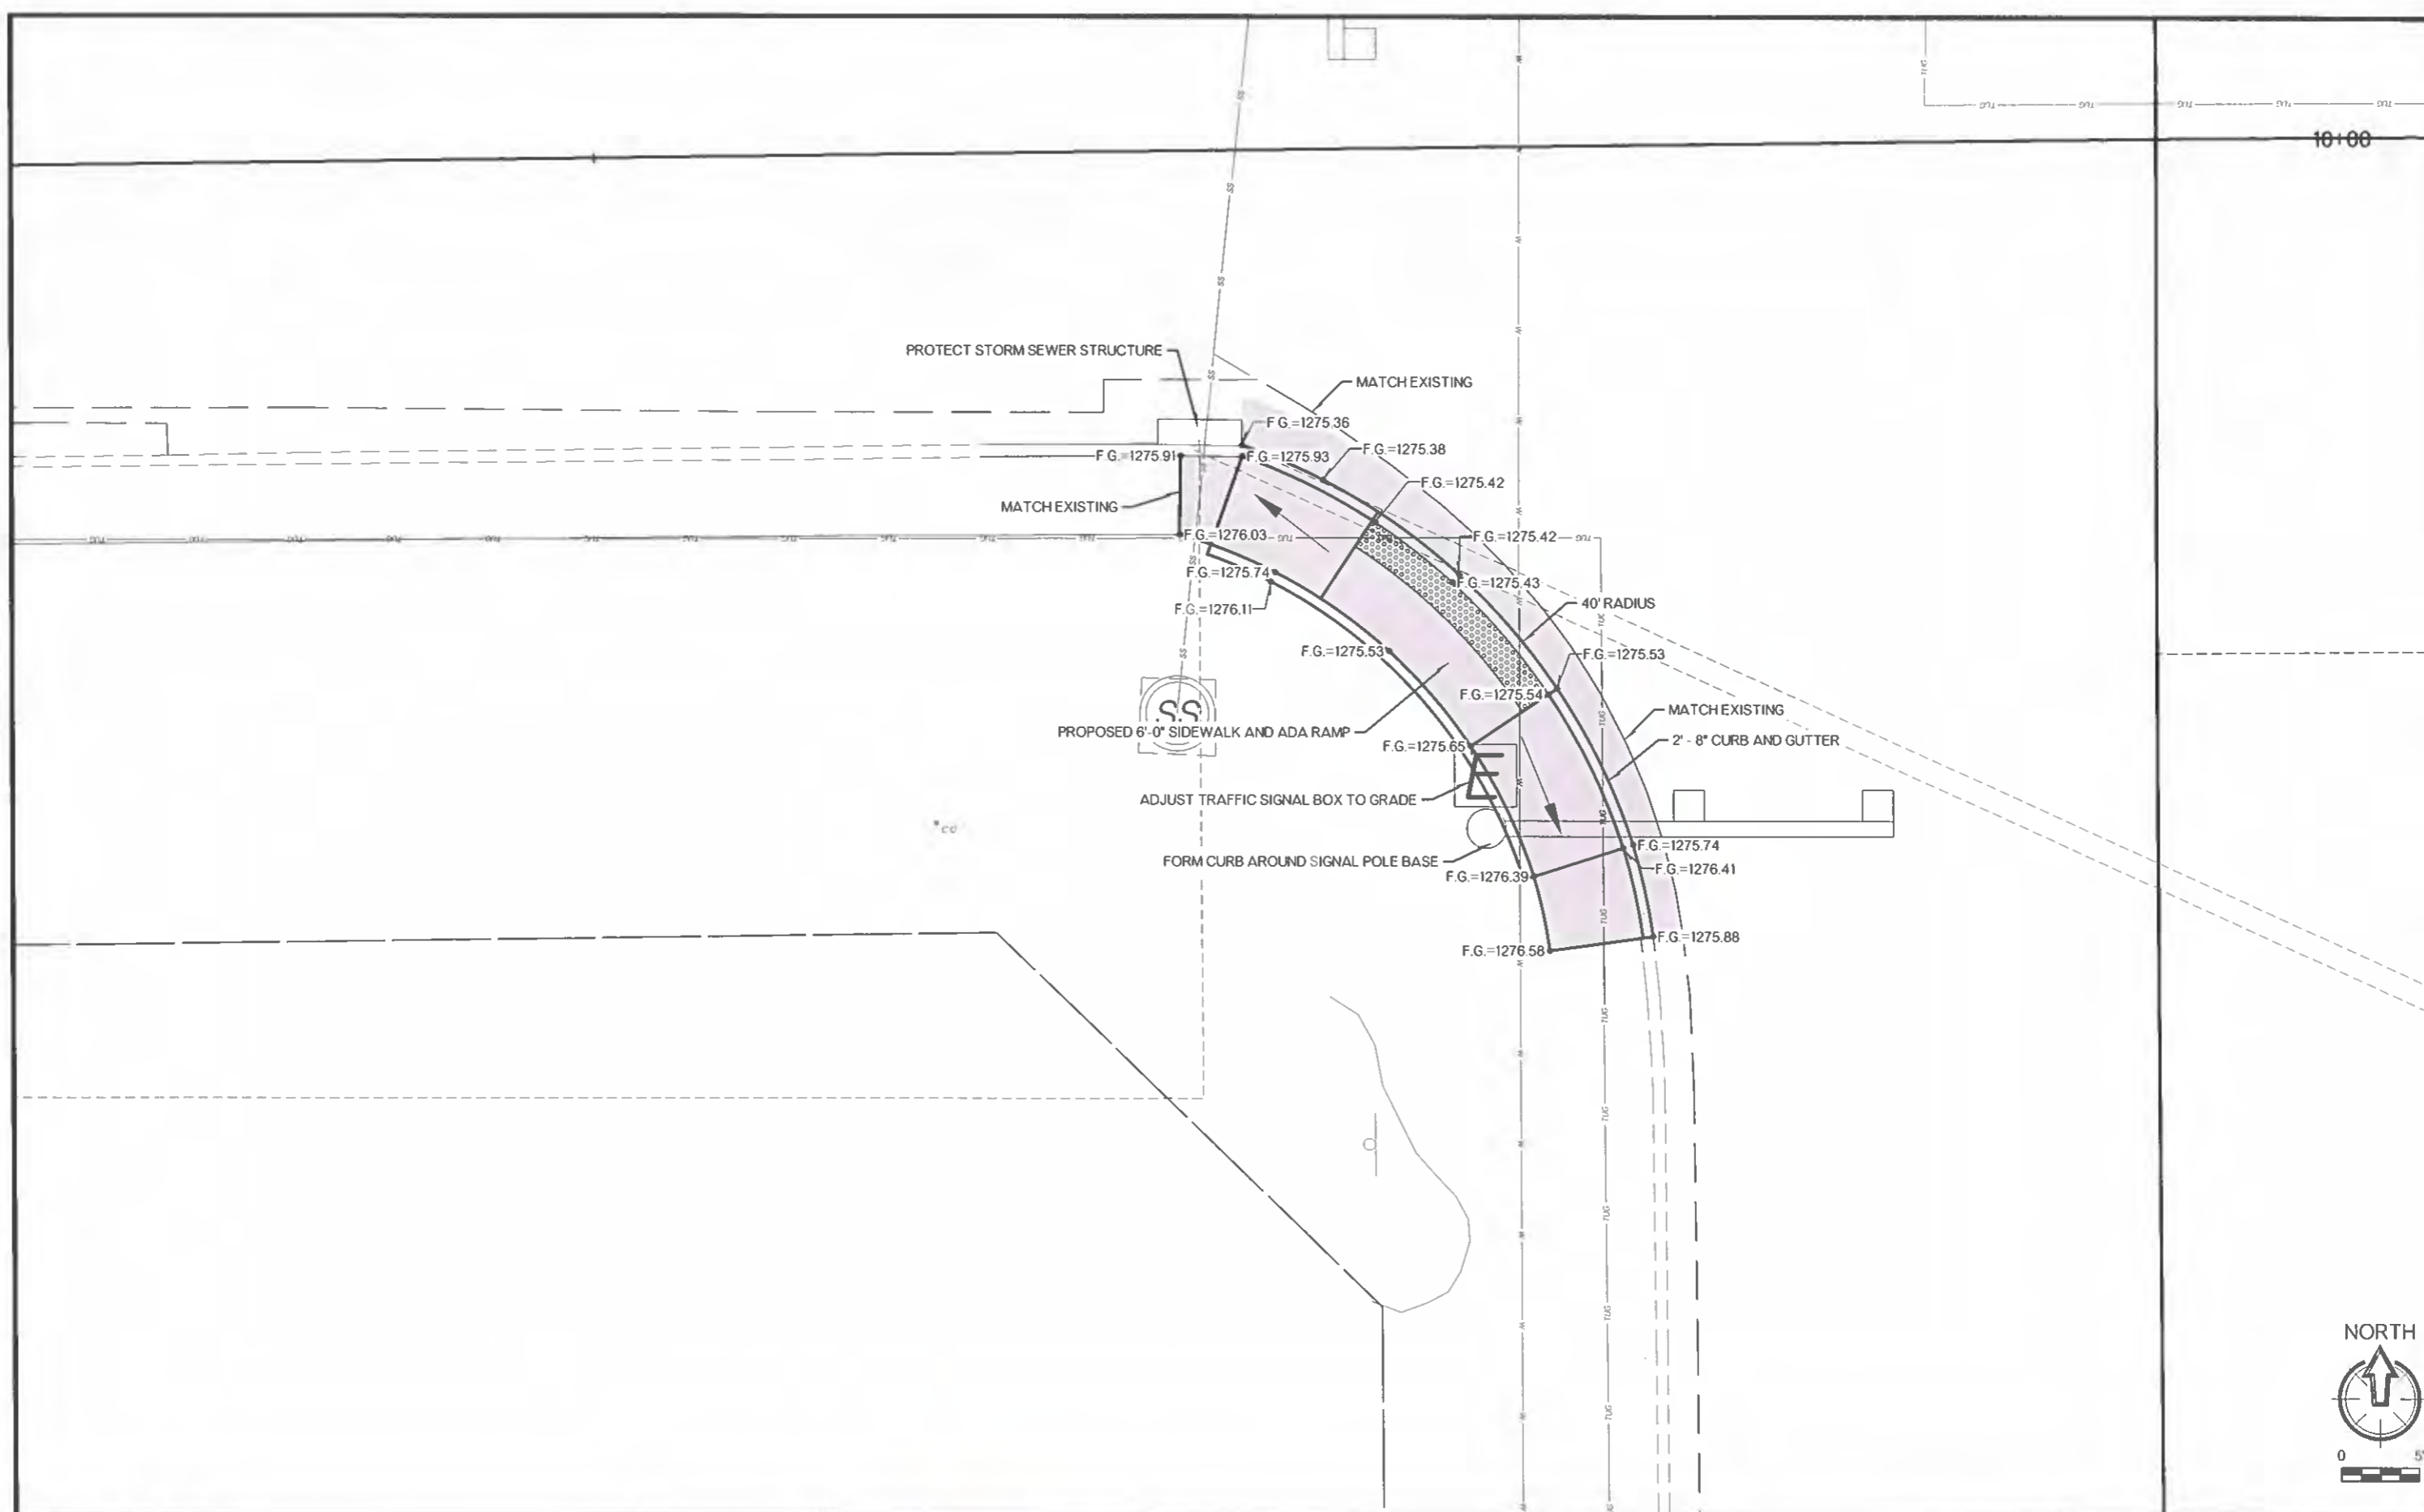 10+00
PROTECT STORM SEWER STRUCTURE
MATCH EXISTING
F.G.=1275.36
F.G.=1275.91
F.G.=1275.93
F.G.=1275.38
F.G.=1275.42
MATCH EXISTING
F.G.=1276.03
F.G.=1275.42
F.G.=1275.74
F.G.=1275.43
F.G.=1276.11
40' RADIUS
F.G.=1275.53
F.G.=1275.53
F.G.=1275.54
SS
MATCH EXISTING
PROPOSED 6'-0" SIDEWALK AND ADA RAMP
2' - 8" CURB AND GUTTER
F.G.=1275.65
E
ADJUST TRAFFIC SIGNAL BOX TO GRADE
FORM CURB AROUND SIGNAL POLE BASE
F.G.=1275.74
F.G.=1276.41
F.G.=1276.39
F.G.=1275.88
F.G.=1276.58
SS
W
TUG
NORTH
0 5'